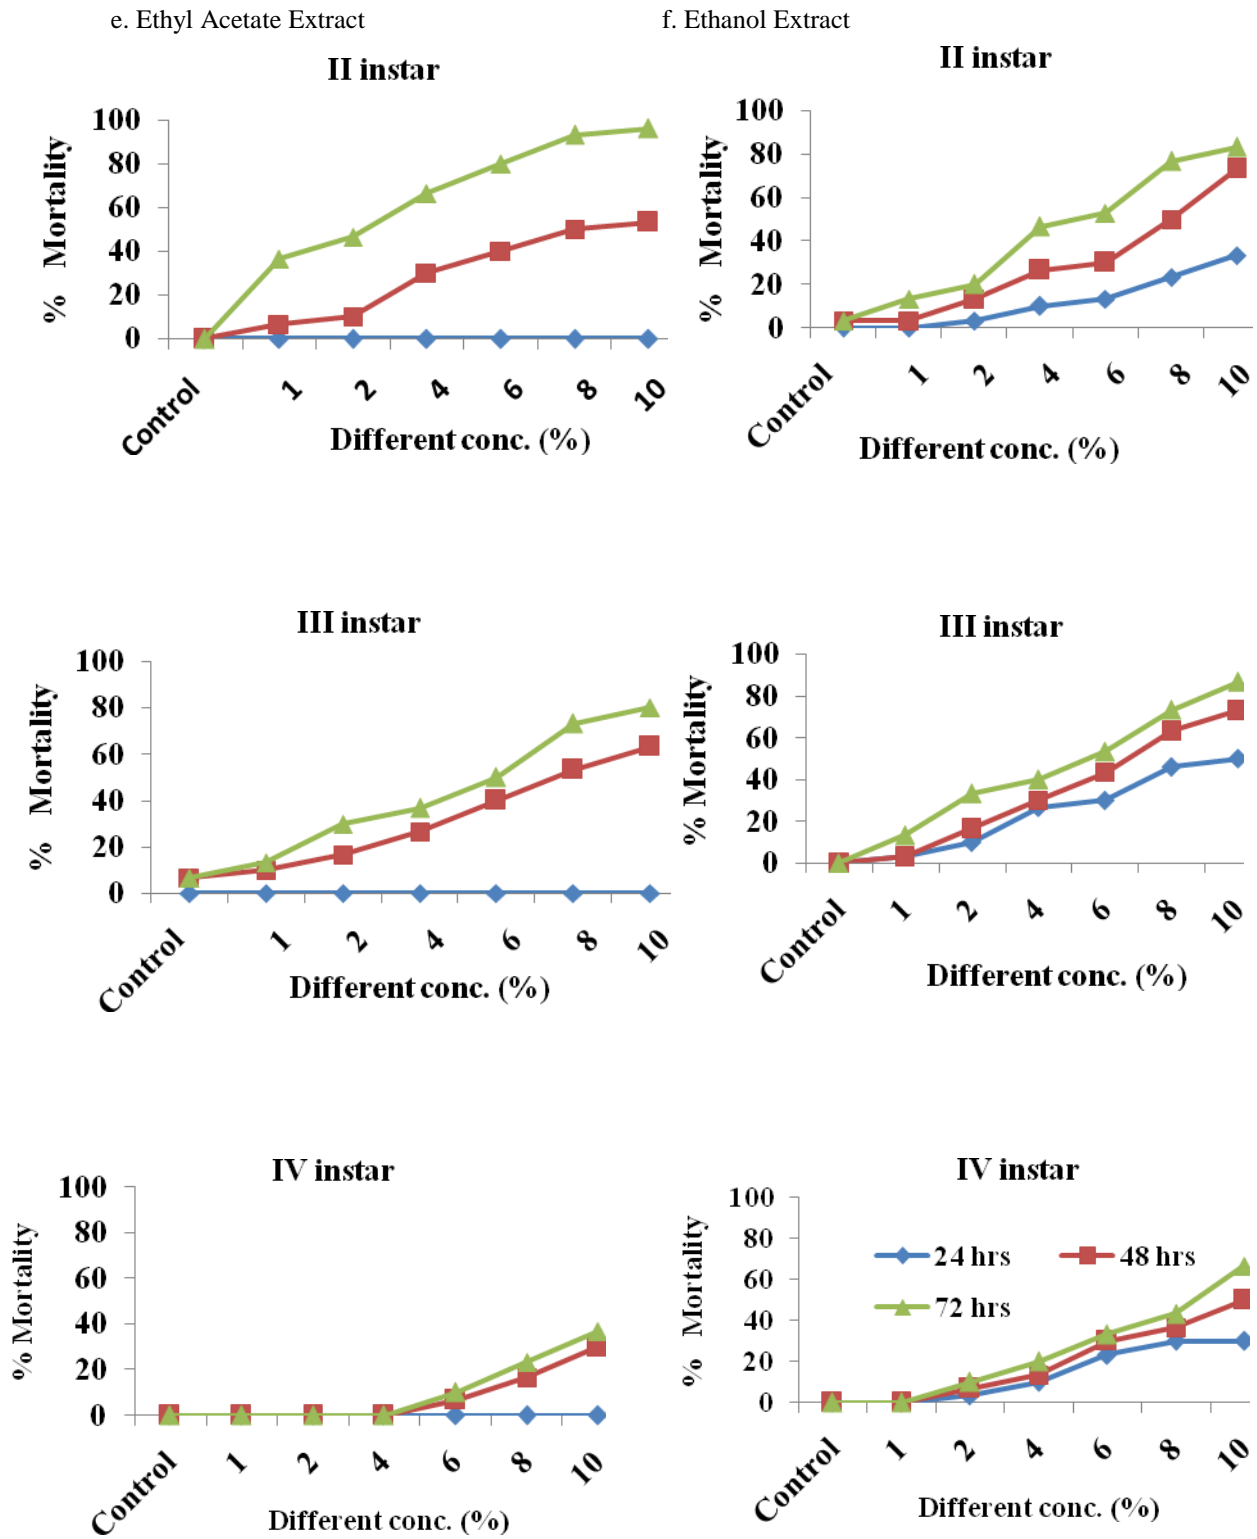 e. Ethyl Acetate Extract
f. Ethanol Extract
II instar
100
80
60
40
20
0
% Mortality
Control 1 2 4 6 8 10
Different conc. (%)
II instar
100
80
60
40
20
0
% Mortality
Control 1 2 4 6 8 10
Different conc. (%)
III instar
100
80
60
40
20
0
% Mortality
Control 1 2 4 6 8 10
Different conc. (%)
III instar
100
80
60
40
20
0
% Mortality
Control 1 2 4 6 8 10
Different conc. (%)
IV instar
100
80
60
40
20
0
% Mortality
Control 1 2 4 6 8 10
Different conc. (%)
IV instar
100
80
60
40
20
0
% Mortality
24 hrs 48 hrs
72 hrs
Control 1 2 4 6 8 10
Different conc. (%)